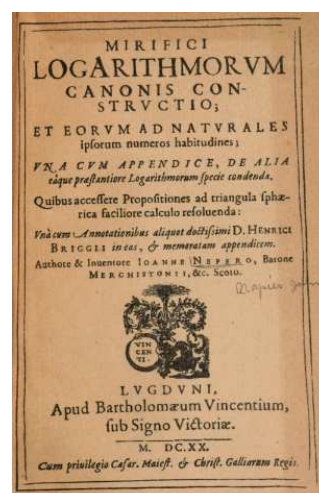 MIRIFICI
LOGARITHMORVM
CANONIS CON-
STRVCTIO;
ET EORVM AD NATVRALES
ipsorum numeros habitudines;
VNA CVM APPENDICE, DE ALIA
eâque præstantiore Logarithmorum specie condenda.
Quibus accessere Propositiones ad triangula sphæ-
rica faciliore calculo resoluenda:
Vnà cum Annotationibus aliquot doctissimi D. HENRICI
BRIGGII in eas, & memoratam appendicem.
Authore & Inuentore IOANNE NEPERO, Barone
MERCHISTONII, &c. Scoto.
Napier John
VIN
CEN
TI.
LVGDVNI,
Apud Bartholomæum Vincentium,
sub Signo Victoriæ.
M. DC. XX.
Cum priuilegio Cæsar. Maiest. & Christ. Galliarum Regis.